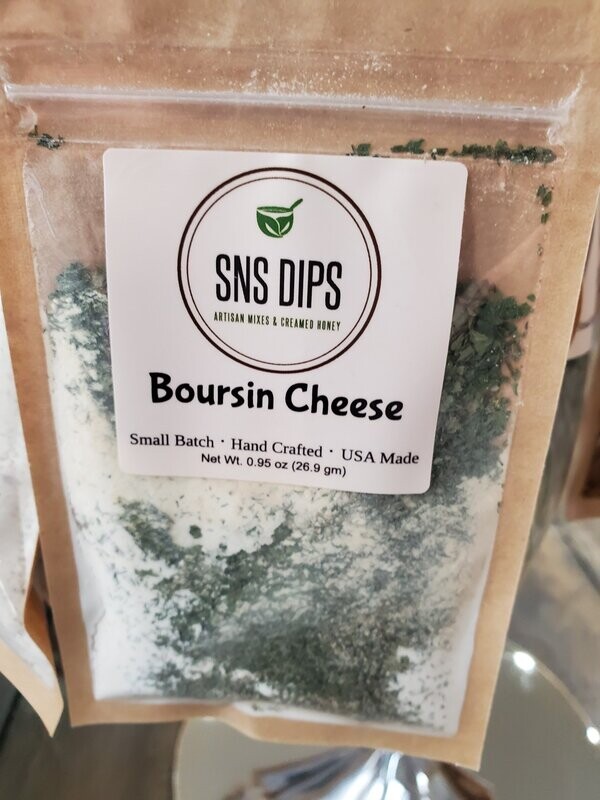 SNS DIPS
ARTISAN MIXES & CREAMED HONEY
Boursin Cheese
Small Batch · Hand Crafted · USA Made
Net Wt. 0.95 oz (26.9 gm)